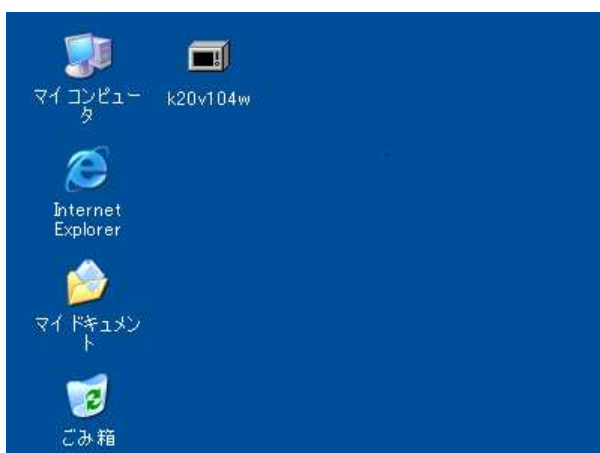 マイ コンピュー
タ
k20v104w
Internet
Explorer
マイ ドキュメン
ト
ごみ箱